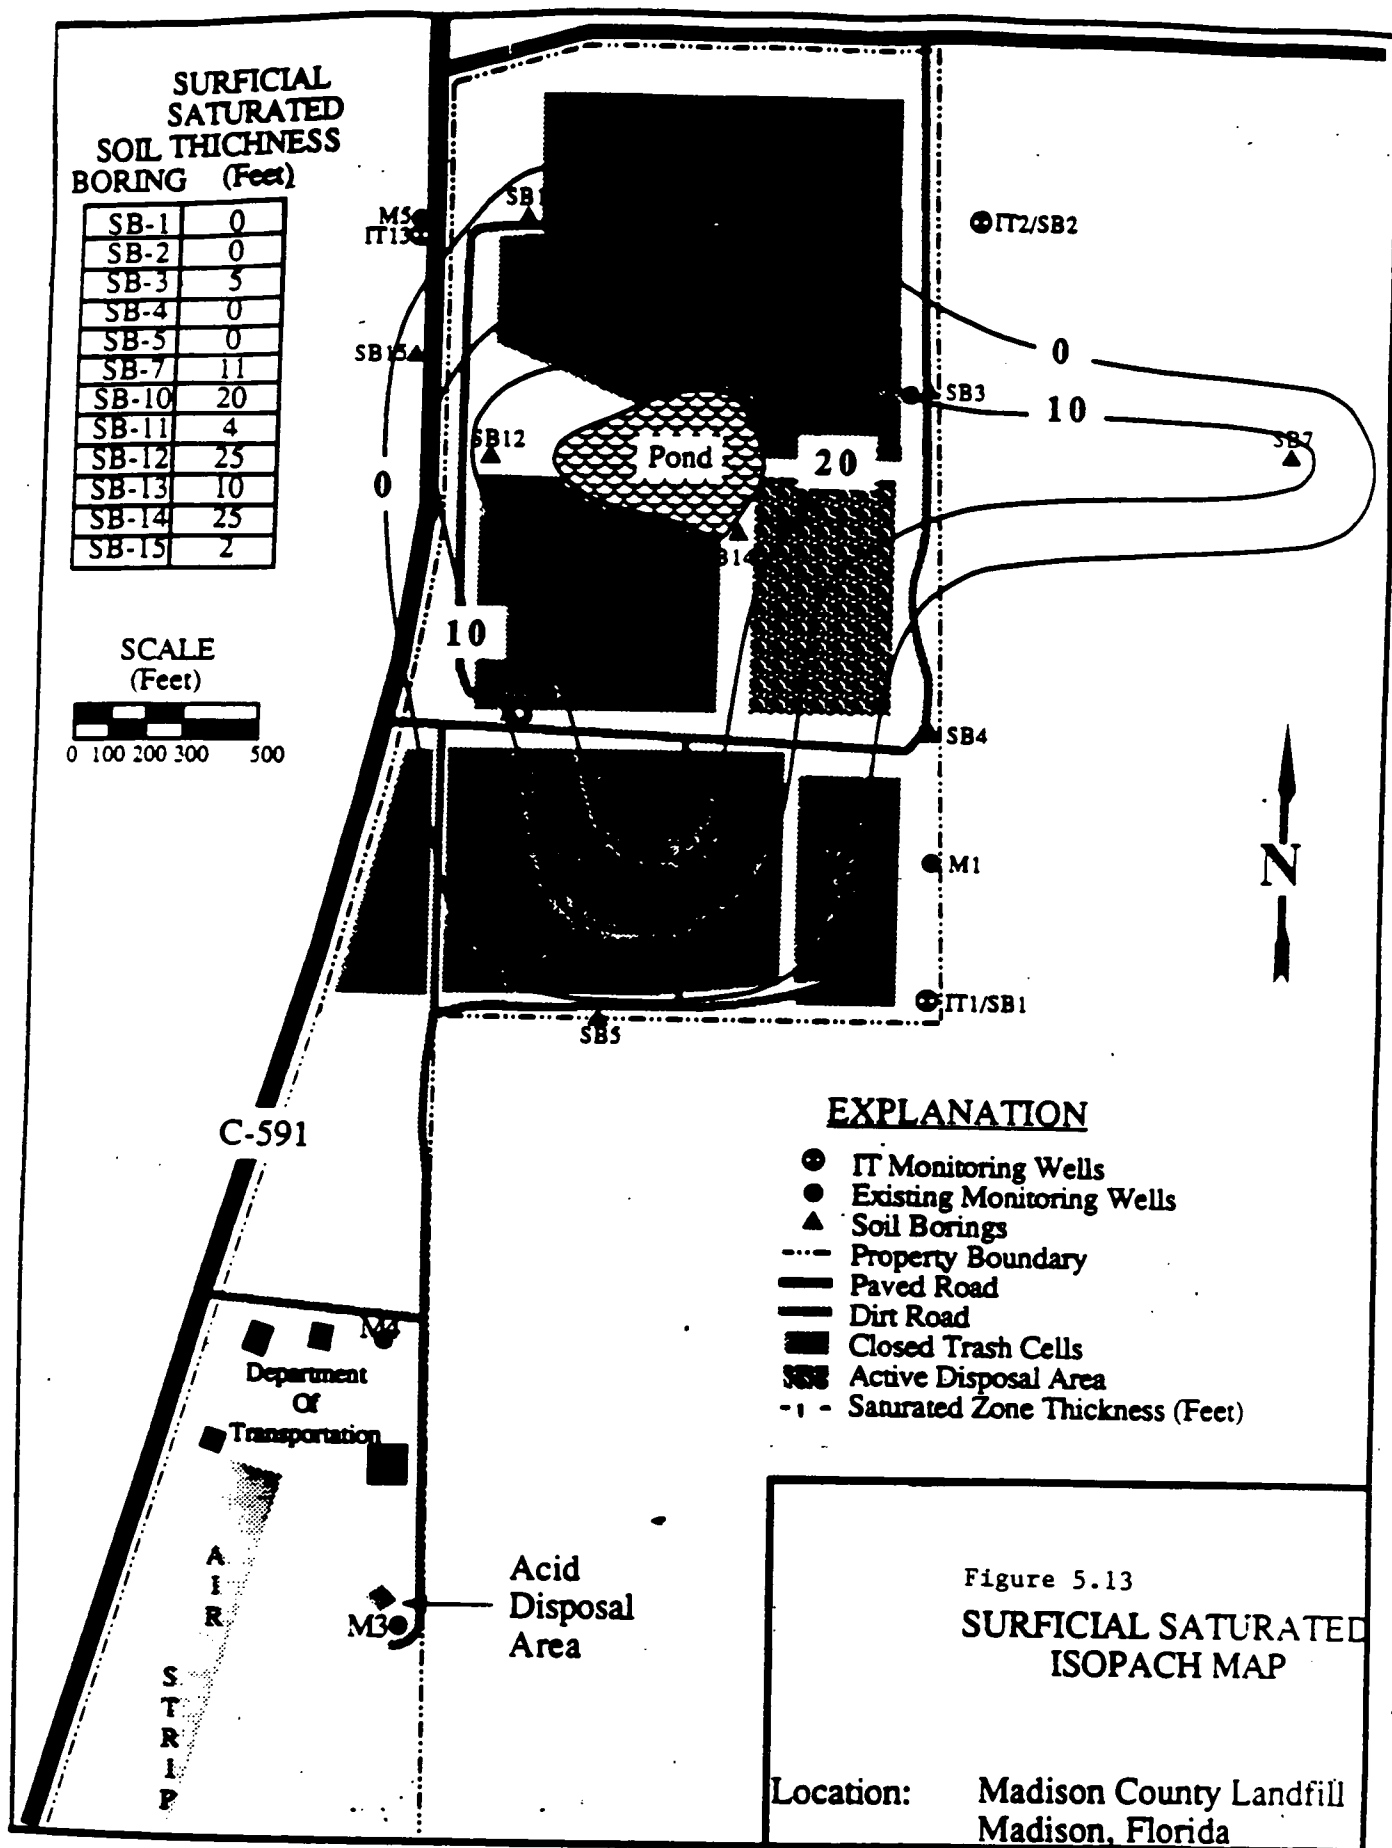 SURFICIAL
SATURATED
SOIL THICHNESS
BORING (Feet)
SB-1 0
SB-2 0
SB-3 5
SB-4 0
SB-5 0
SB-7 11
SB-10 20
SB-11 4
SB-12 25
SB-13 10
SB-14 25
SB-15 2
SCALE
(Feet)
0 100 200 300 500
M5
IT13
SB1
IT2/SB2
SB15
0
SB3
10
SB12
Pond
20
SB7
0
B14
10
SB4
M1
N
IT1/SB1
SB5
C-591
EXPLANATION
IT Monitoring Wells
Existing Monitoring Wells
Soil Borings
Property Boundary
Paved Road
Dirt Road
Closed Trash Cells
Active Disposal Area
Saturated Zone Thickness (Feet)
M4
Department
Of
Transportation
AIR
STRIP
Acid
Disposal
Area
M3
Figure 5.13
SURFICIAL SATURATED
ISOPACH MAP
Location: Madison County Landfill
Madison, Florida